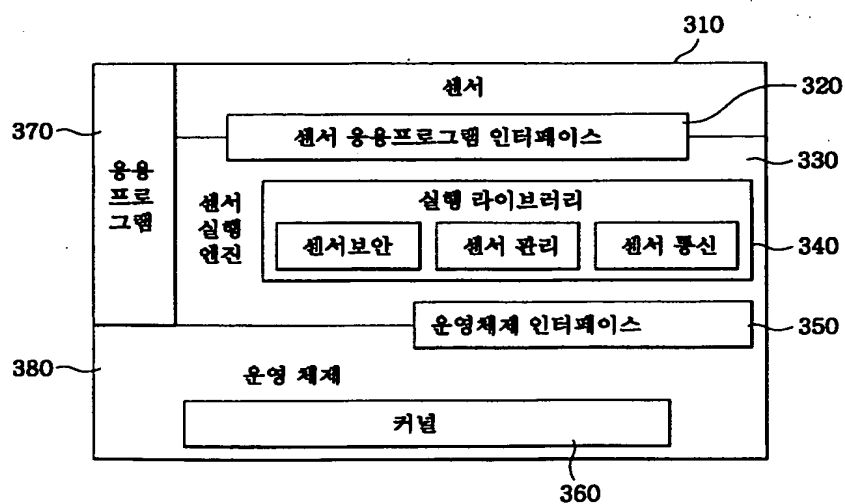 310
센서
320
370
센서 응용프로그램 인터페이스
330
응용
프로
그램
센서
실행
엔진
실행 라이브러리
센서보안
센서 관리
센서 통신
340
운영체제 인터페이스
350
380
운영 체제
커널
360